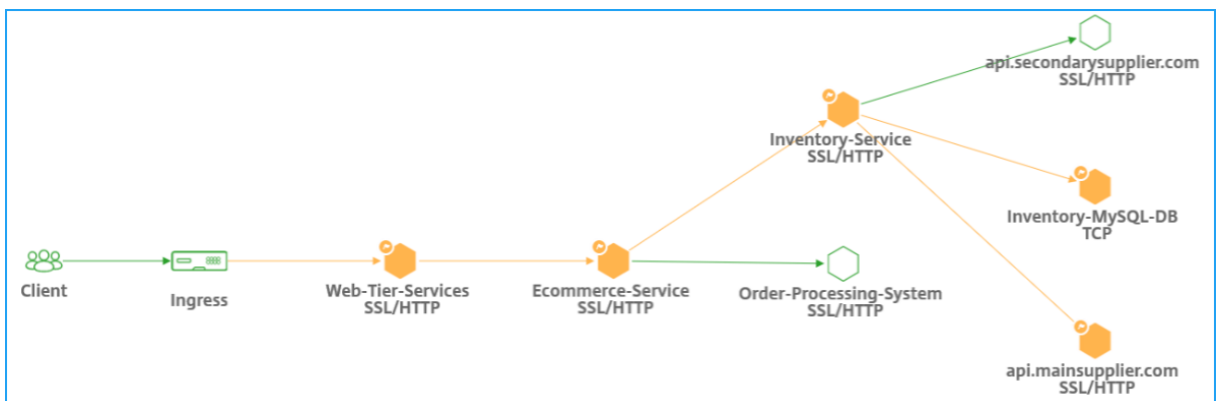 api.secondarysupplier.com
SSL/HTTP
Inventory-Service
SSL/HTTP
Inventory-MySQL-DB
TCP
Client
Ingress
Web-Tier-Services
SSL/HTTP
Ecommerce-Service
SSL/HTTP
Order-Processing-System
SSL/HTTP
api.mainsupplier.com
SSL/HTTP